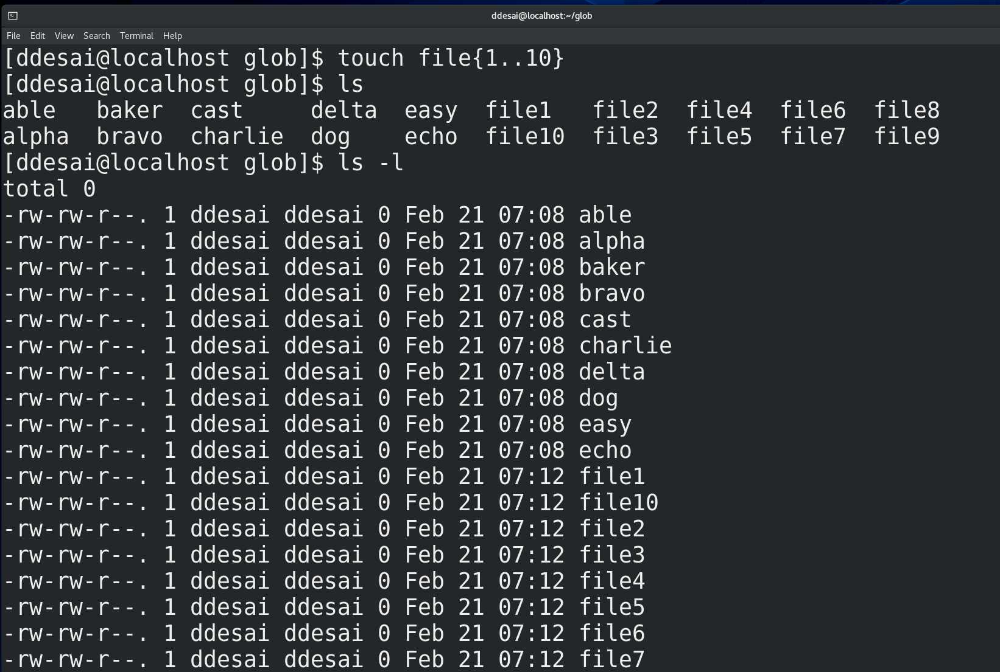 ddesai@localhost:~/glob
File Edit View Search Terminal Help
[ddesai@localhost glob]$ touch file{1..10}
[ddesai@localhost glob]$ ls
able   baker  cast     delta  easy  file1   file2  file4  file6  file8
alpha  bravo  charlie  dog    echo  file10  file3  file5  file7  file9
[ddesai@localhost glob]$ ls -l
total 0
-rw-rw-r--. 1 ddesai ddesai 0 Feb 21 07:08 able
-rw-rw-r--. 1 ddesai ddesai 0 Feb 21 07:08 alpha
-rw-rw-r--. 1 ddesai ddesai 0 Feb 21 07:08 baker
-rw-rw-r--. 1 ddesai ddesai 0 Feb 21 07:08 bravo
-rw-rw-r--. 1 ddesai ddesai 0 Feb 21 07:08 cast
-rw-rw-r--. 1 ddesai ddesai 0 Feb 21 07:08 charlie
-rw-rw-r--. 1 ddesai ddesai 0 Feb 21 07:08 delta
-rw-rw-r--. 1 ddesai ddesai 0 Feb 21 07:08 dog
-rw-rw-r--. 1 ddesai ddesai 0 Feb 21 07:08 easy
-rw-rw-r--. 1 ddesai ddesai 0 Feb 21 07:08 echo
-rw-rw-r--. 1 ddesai ddesai 0 Feb 21 07:12 file1
-rw-rw-r--. 1 ddesai ddesai 0 Feb 21 07:12 file10
-rw-rw-r--. 1 ddesai ddesai 0 Feb 21 07:12 file2
-rw-rw-r--. 1 ddesai ddesai 0 Feb 21 07:12 file3
-rw-rw-r--. 1 ddesai ddesai 0 Feb 21 07:12 file4
-rw-rw-r--. 1 ddesai ddesai 0 Feb 21 07:12 file5
-rw-rw-r--. 1 ddesai ddesai 0 Feb 21 07:12 file6
-rw-rw-r--. 1 ddesai ddesai 0 Feb 21 07:12 file7